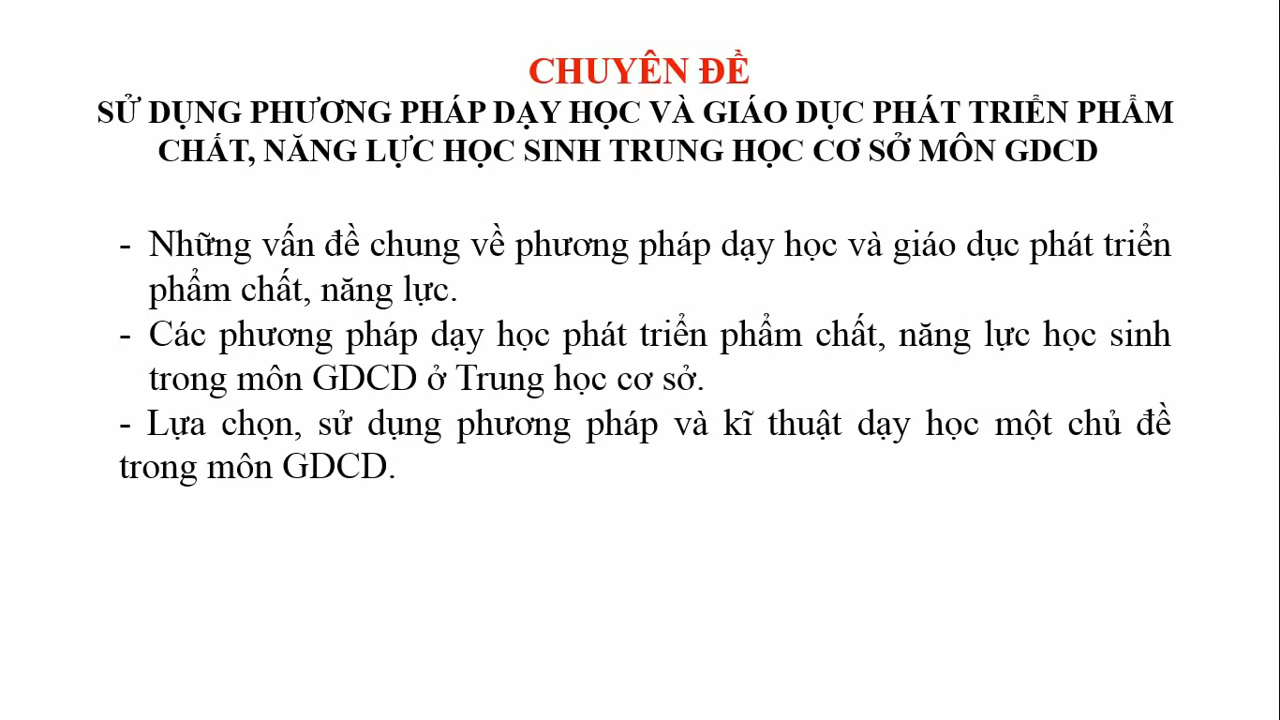 CHUYÊN ĐỀ
SỬ DỤNG PHƯƠNG PHÁP DẠY HỌC VÀ GIÁO DỤC PHÁT TRIỂN PHẨM
CHẤT, NĂNG LỰC HỌC SINH TRUNG HỌC CƠ SỞ MÔN GDCD
- Những vấn đề chung về phương pháp dạy học và giáo dục phát triển
phẩm chất, năng lực.
- Các phương pháp dạy học phát triển phẩm chất, năng lực học sinh
trong môn GDCD ở Trung học cơ sở.
- Lựa chọn, sử dụng phương pháp và kĩ thuật dạy học một chủ đề
trong môn GDCD.